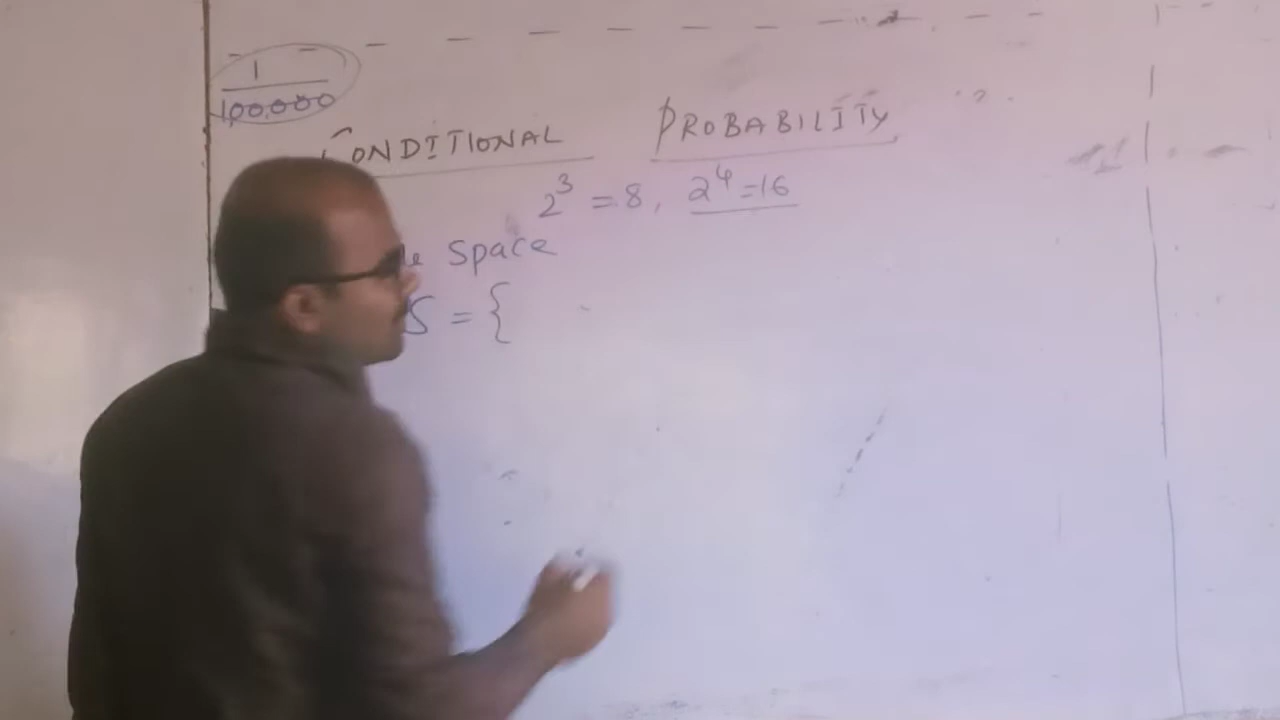 1
100,000
CONDITIONAL PROBABILITY
2³ = 8, 2⁴ = 16
Space
S = {